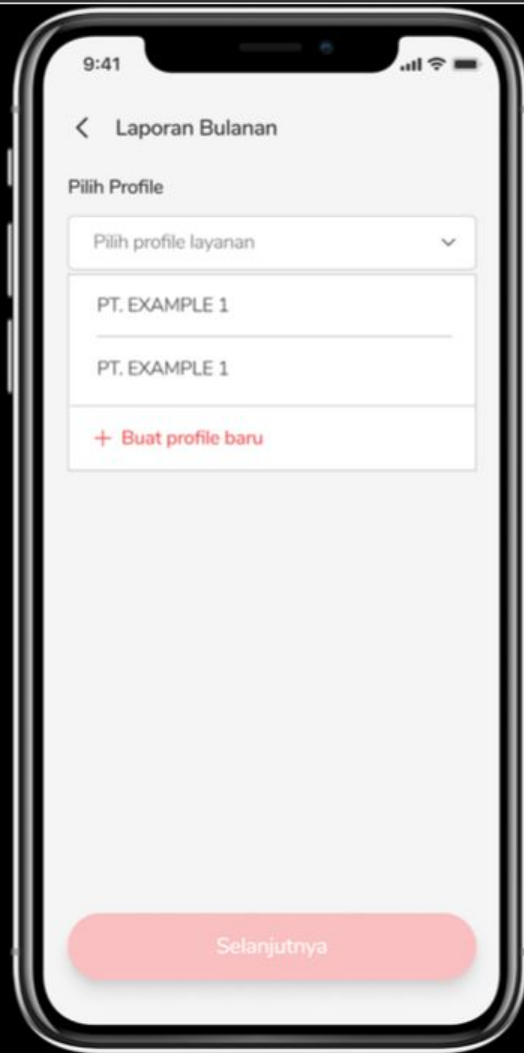 9:41
Laporan Bulanan
Pilih Profile
Pilih profile layanan
PT. EXAMPLE 1
PT. EXAMPLE 1
+ Buat profile baru
Selanjutnya